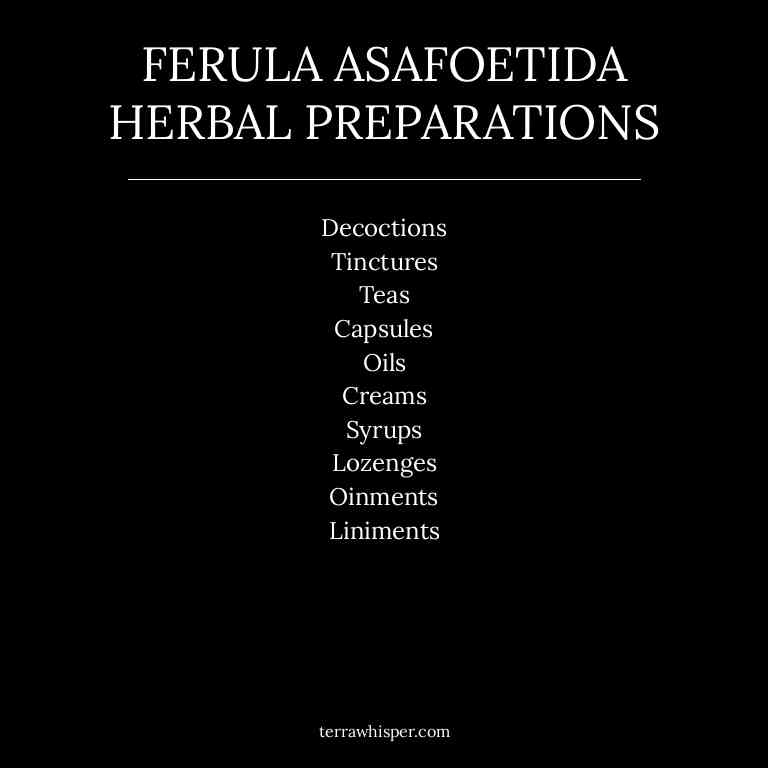 FERULA ASAFOETIDA
HERBAL PREPARATIONS
Decoctions
Tinctures
Teas
Capsules
Oils
Creams
Syrups
Lozenges
Oinments
Liniments
terrawhisper.com